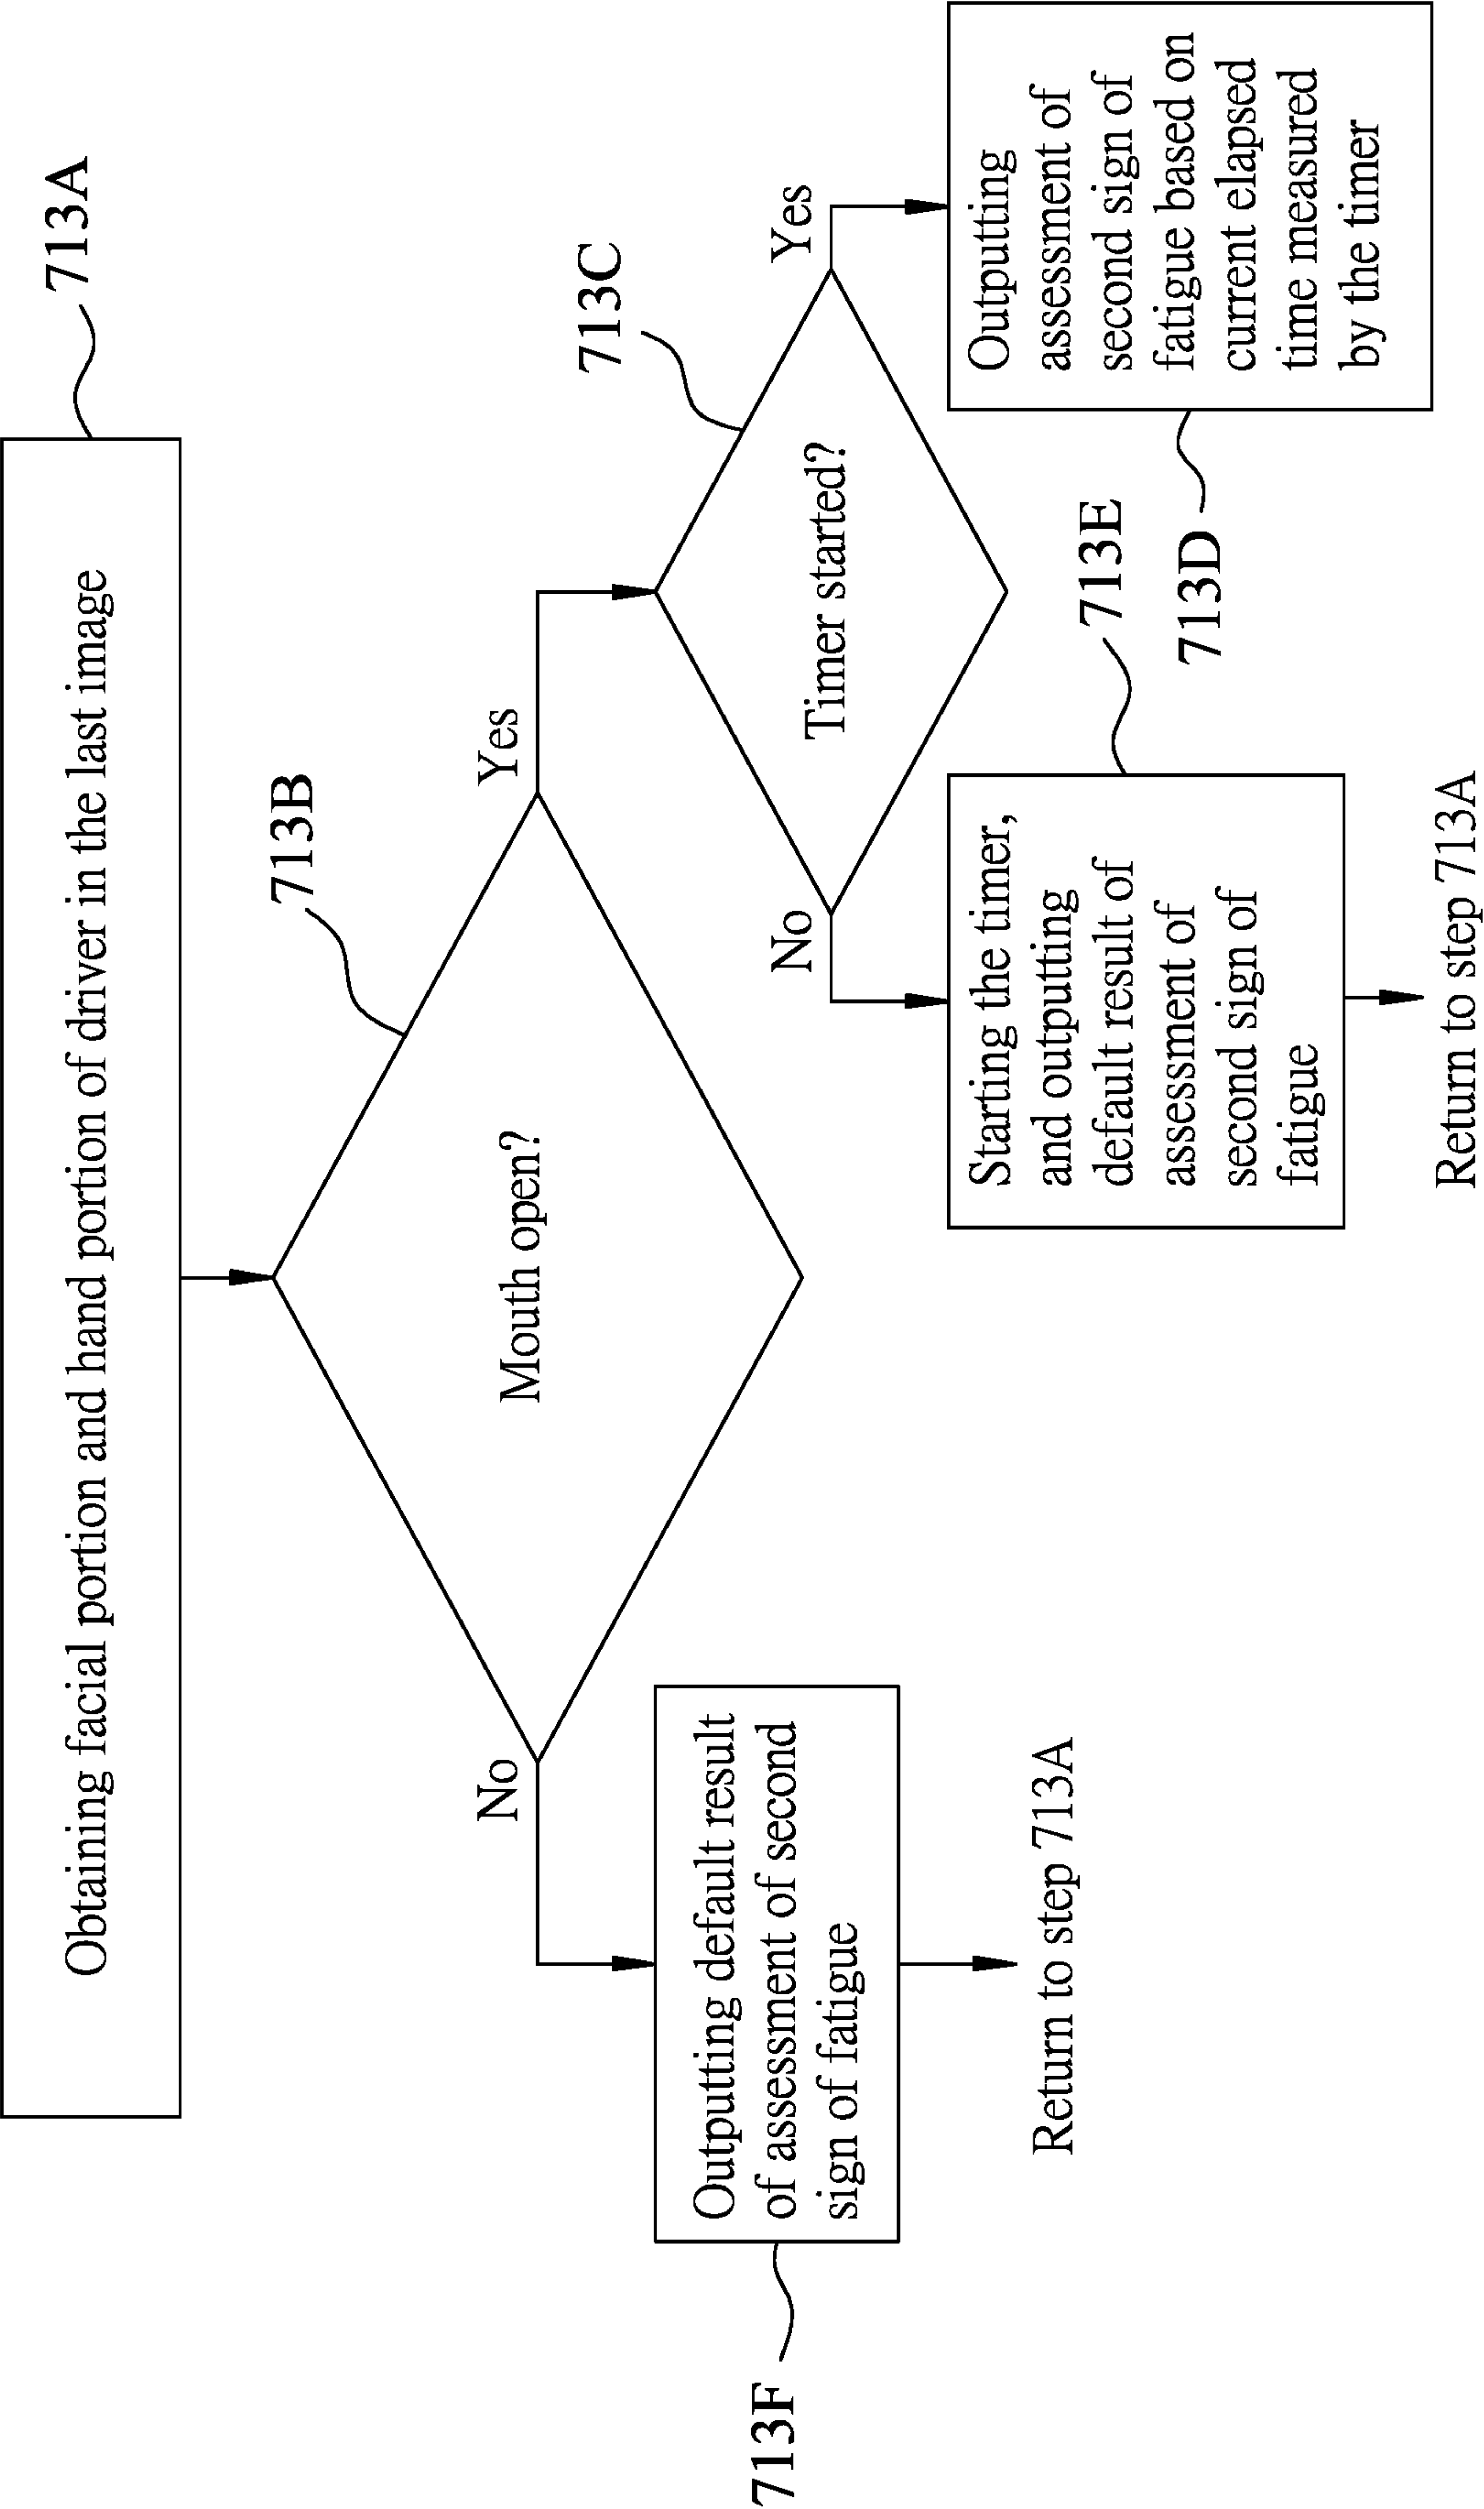 713A
Obtaining facial portion and hand portion of driver in the last image
713B
Mouth open?
No
Yes
713C
Timer started?
No
Yes
713F
Outputting default result
of assessment of second
sign of fatigue
Return to step 713A
Starting the timer,
and outputting
default result of
assessment of
second sign of
fatigue
713E
Return to step 713A
713D
Outputting
assessment of
second sign of
fatigue based on
current elapsed
time measured
by the timer